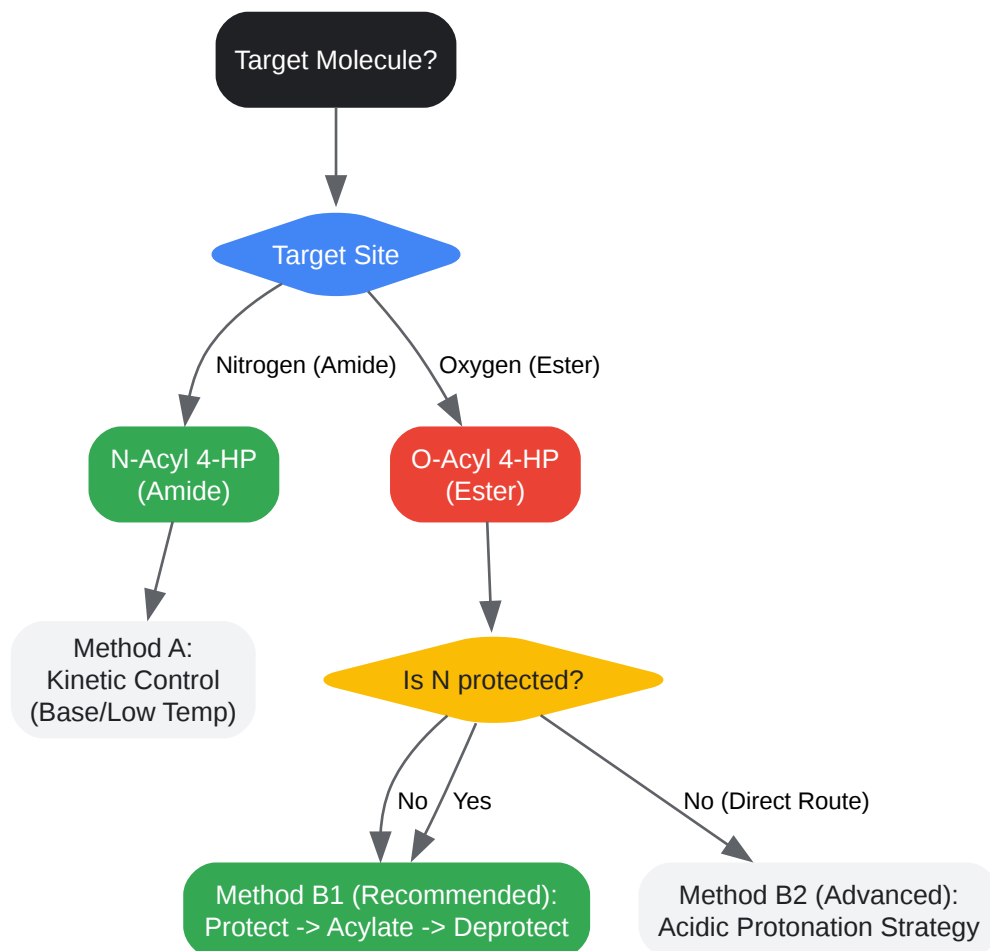 Target Molecule?
Target Site
Nitrogen (Amide)
Oxygen (Ester)
N-Acyl 4-HP
(Amide)
O-Acyl 4-HP
(Ester)
Method A:
Kinetic Control
(Base/Low Temp)
Is N protected?
No
Yes
No (Direct Route)
Method B1 (Recommended):
Protect -> Acylate -> Deprotect
Method B2 (Advanced):
Acidic Protonation Strategy